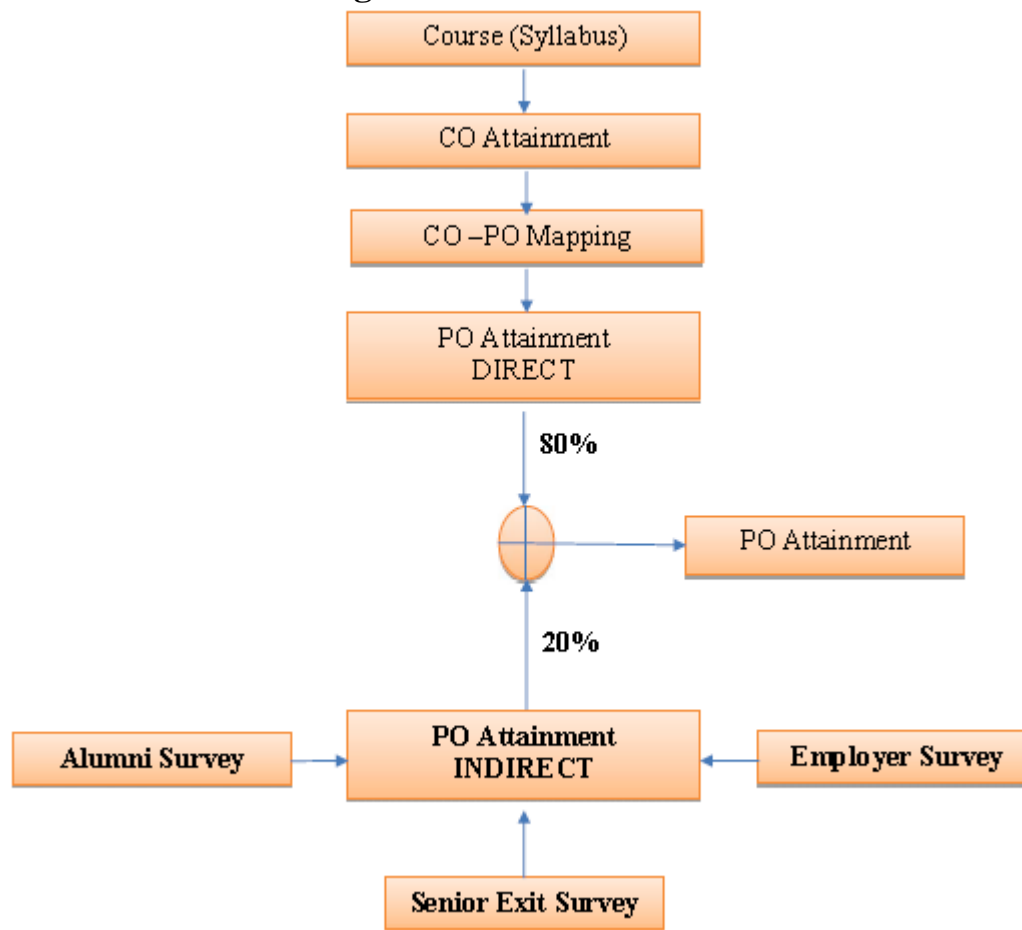 Course (Syllabus)
CO Attainment
CO –PO Mapping
PO Attainment
DIRECT
80%
PO Attainment
20%
PO Attainment
INDIRECT
Alumni Survey
Employer Survey
Senior Exit Survey